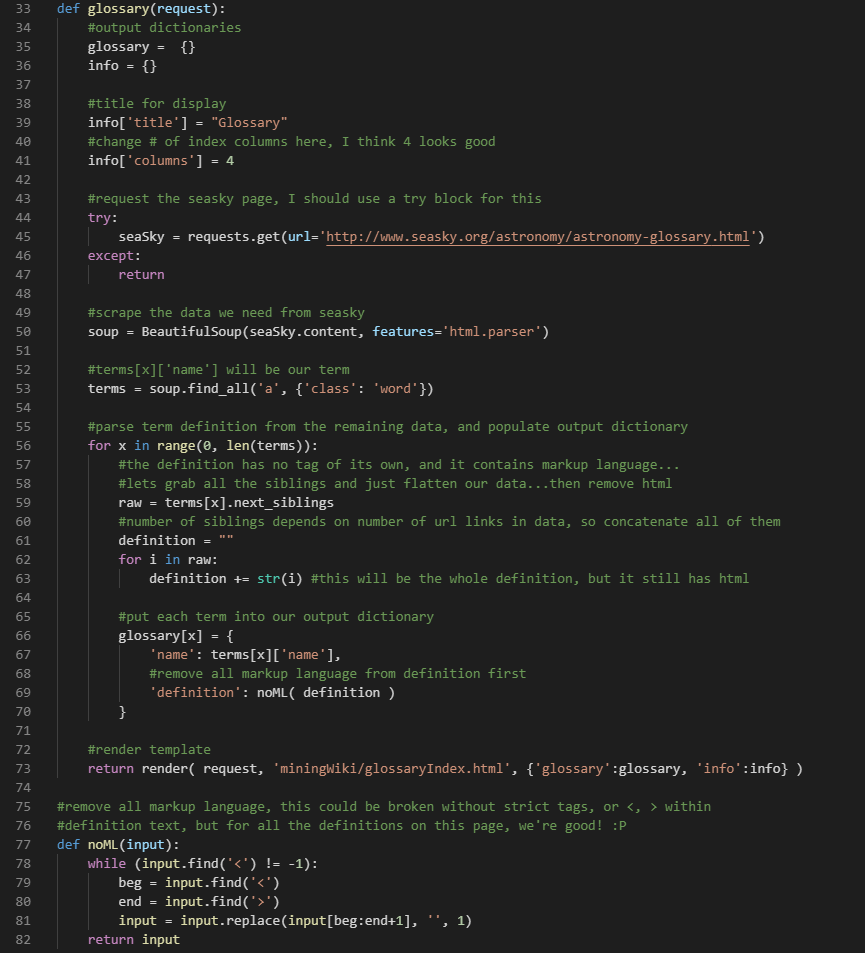 33 def glossary(request):
34     #output dictionaries
35     glossary =  {}
36     info = {}
37
38     #title for display
39     info['title'] = "Glossary"
40     #change # of index columns here, I think 4 looks good
41     info['columns'] = 4
42
43     #request the seasky page, I should use a try block for this
44     try:
45         seaSky = requests.get(url='http://www.seasky.org/astronomy/astronomy-glossary.html')
46     except:
47         return
48
49     #scrape the data we need from seasky
50     soup = BeautifulSoup(seaSky.content, features='html.parser')
51
52     #terms[x]['name'] will be our term
53     terms = soup.find_all('a', {'class': 'word'})
54
55     #parse term definition from the remaining data, and populate output dictionary
56     for x in range(0, len(terms)):
57         #the definition has no tag of its own, and it contains markup language...
58         #lets grab all the siblings and just flatten our data...then remove html
59         raw = terms[x].next_siblings
60         #number of siblings depends on number of url links in data, so concatenate all of them
61         definition = ""
62         for i in raw:
63             definition += str(i) #this will be the whole definition, but it still has html
64
65         #put each term into our output dictionary
66         glossary[x] = {
67             'name': terms[x]['name'],
68             #remove all markup language from definition first
69             'definition': noML( definition )
70         }
71
72     #render template
73     return render( request, 'miningWiki/glossaryIndex.html', {'glossary':glossary, 'info':info} )
74
75 #remove all markup language, this could be broken without strict tags, or <, > within
76 #definition text, but for all the definitions on this page, we're good! :P
77 def noML(input):
78     while (input.find('<') != -1):
79         beg = input.find('<')
80         end = input.find('>')
81         input = input.replace(input[beg:end+1], '', 1)
82     return input